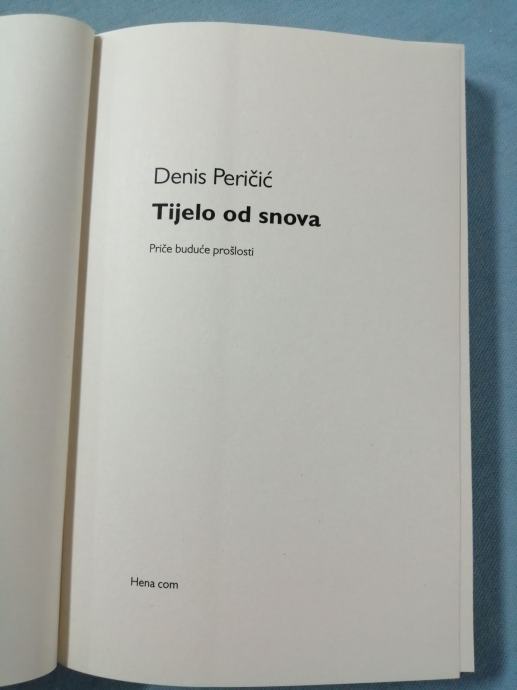 Denis Peričić
Tijelo od snova
Priče buduće prošlosti
Hena com